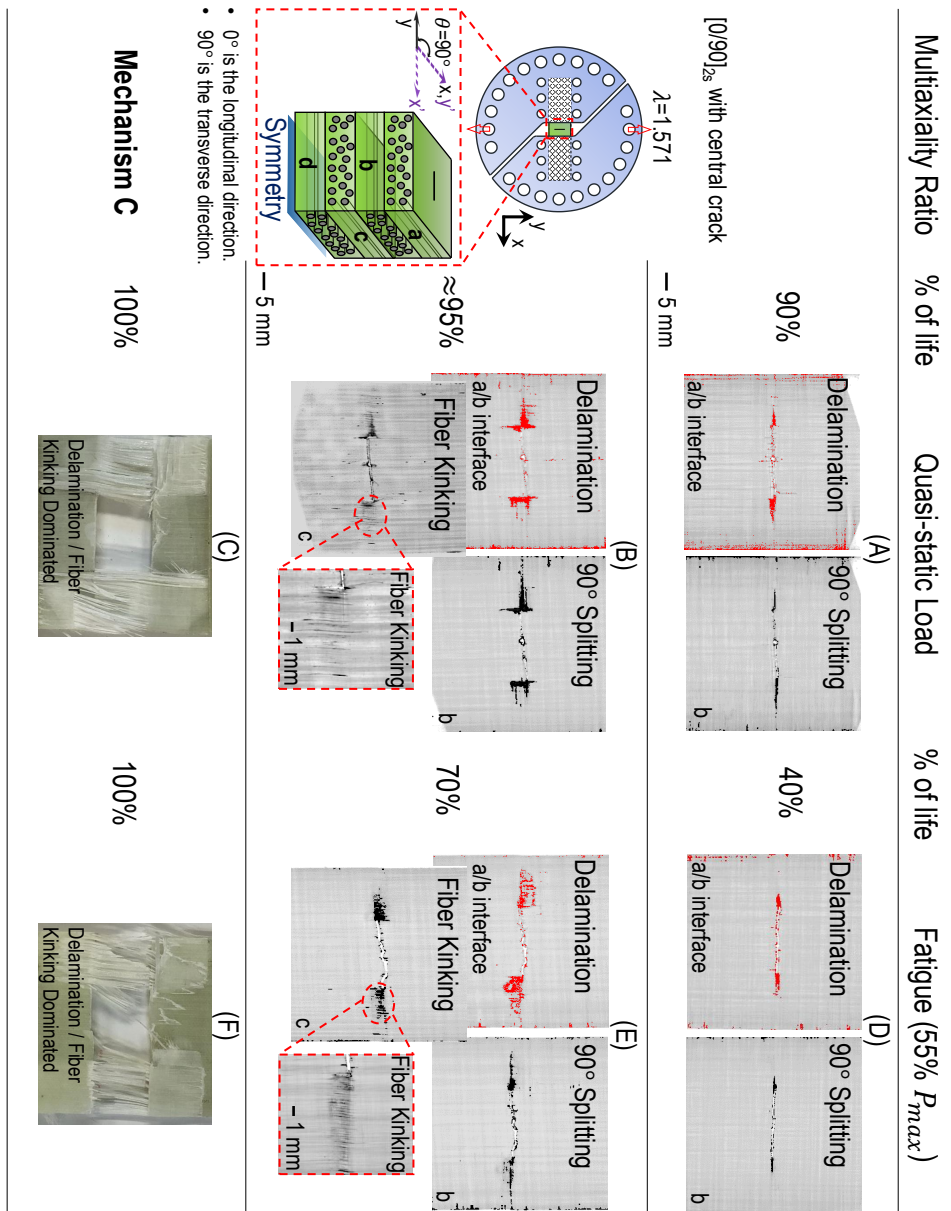 Multiaxiality Ratio
% of life
Quasi-static Load
% of life
Fatigue (55% P_max)
[0/90]2s with central crack
λ=1.571
y
x
θ=90°
x,y'
y
x'
a
b
c
d
Symmetry
• 0° is the longitudinal direction.
• 90° is the transverse direction.
90%
(A)
Delamination
a/b interface
90° Splitting
b
40%
(D)
Delamination
a/b interface
90° Splitting
b
5 mm
≈95%
(B)
Delamination
a/b interface
90° Splitting
b
Fiber Kinking
c
Fiber Kinking
1 mm
70%
(E)
Delamination
a/b interface
90° Splitting
b
Fiber Kinking
c
Fiber Kinking
1 mm
5 mm
Mechanism C
100%
(C)
Delamination / Fiber
Kinking Dominated
100%
(F)
Delamination / Fiber
Kinking Dominated